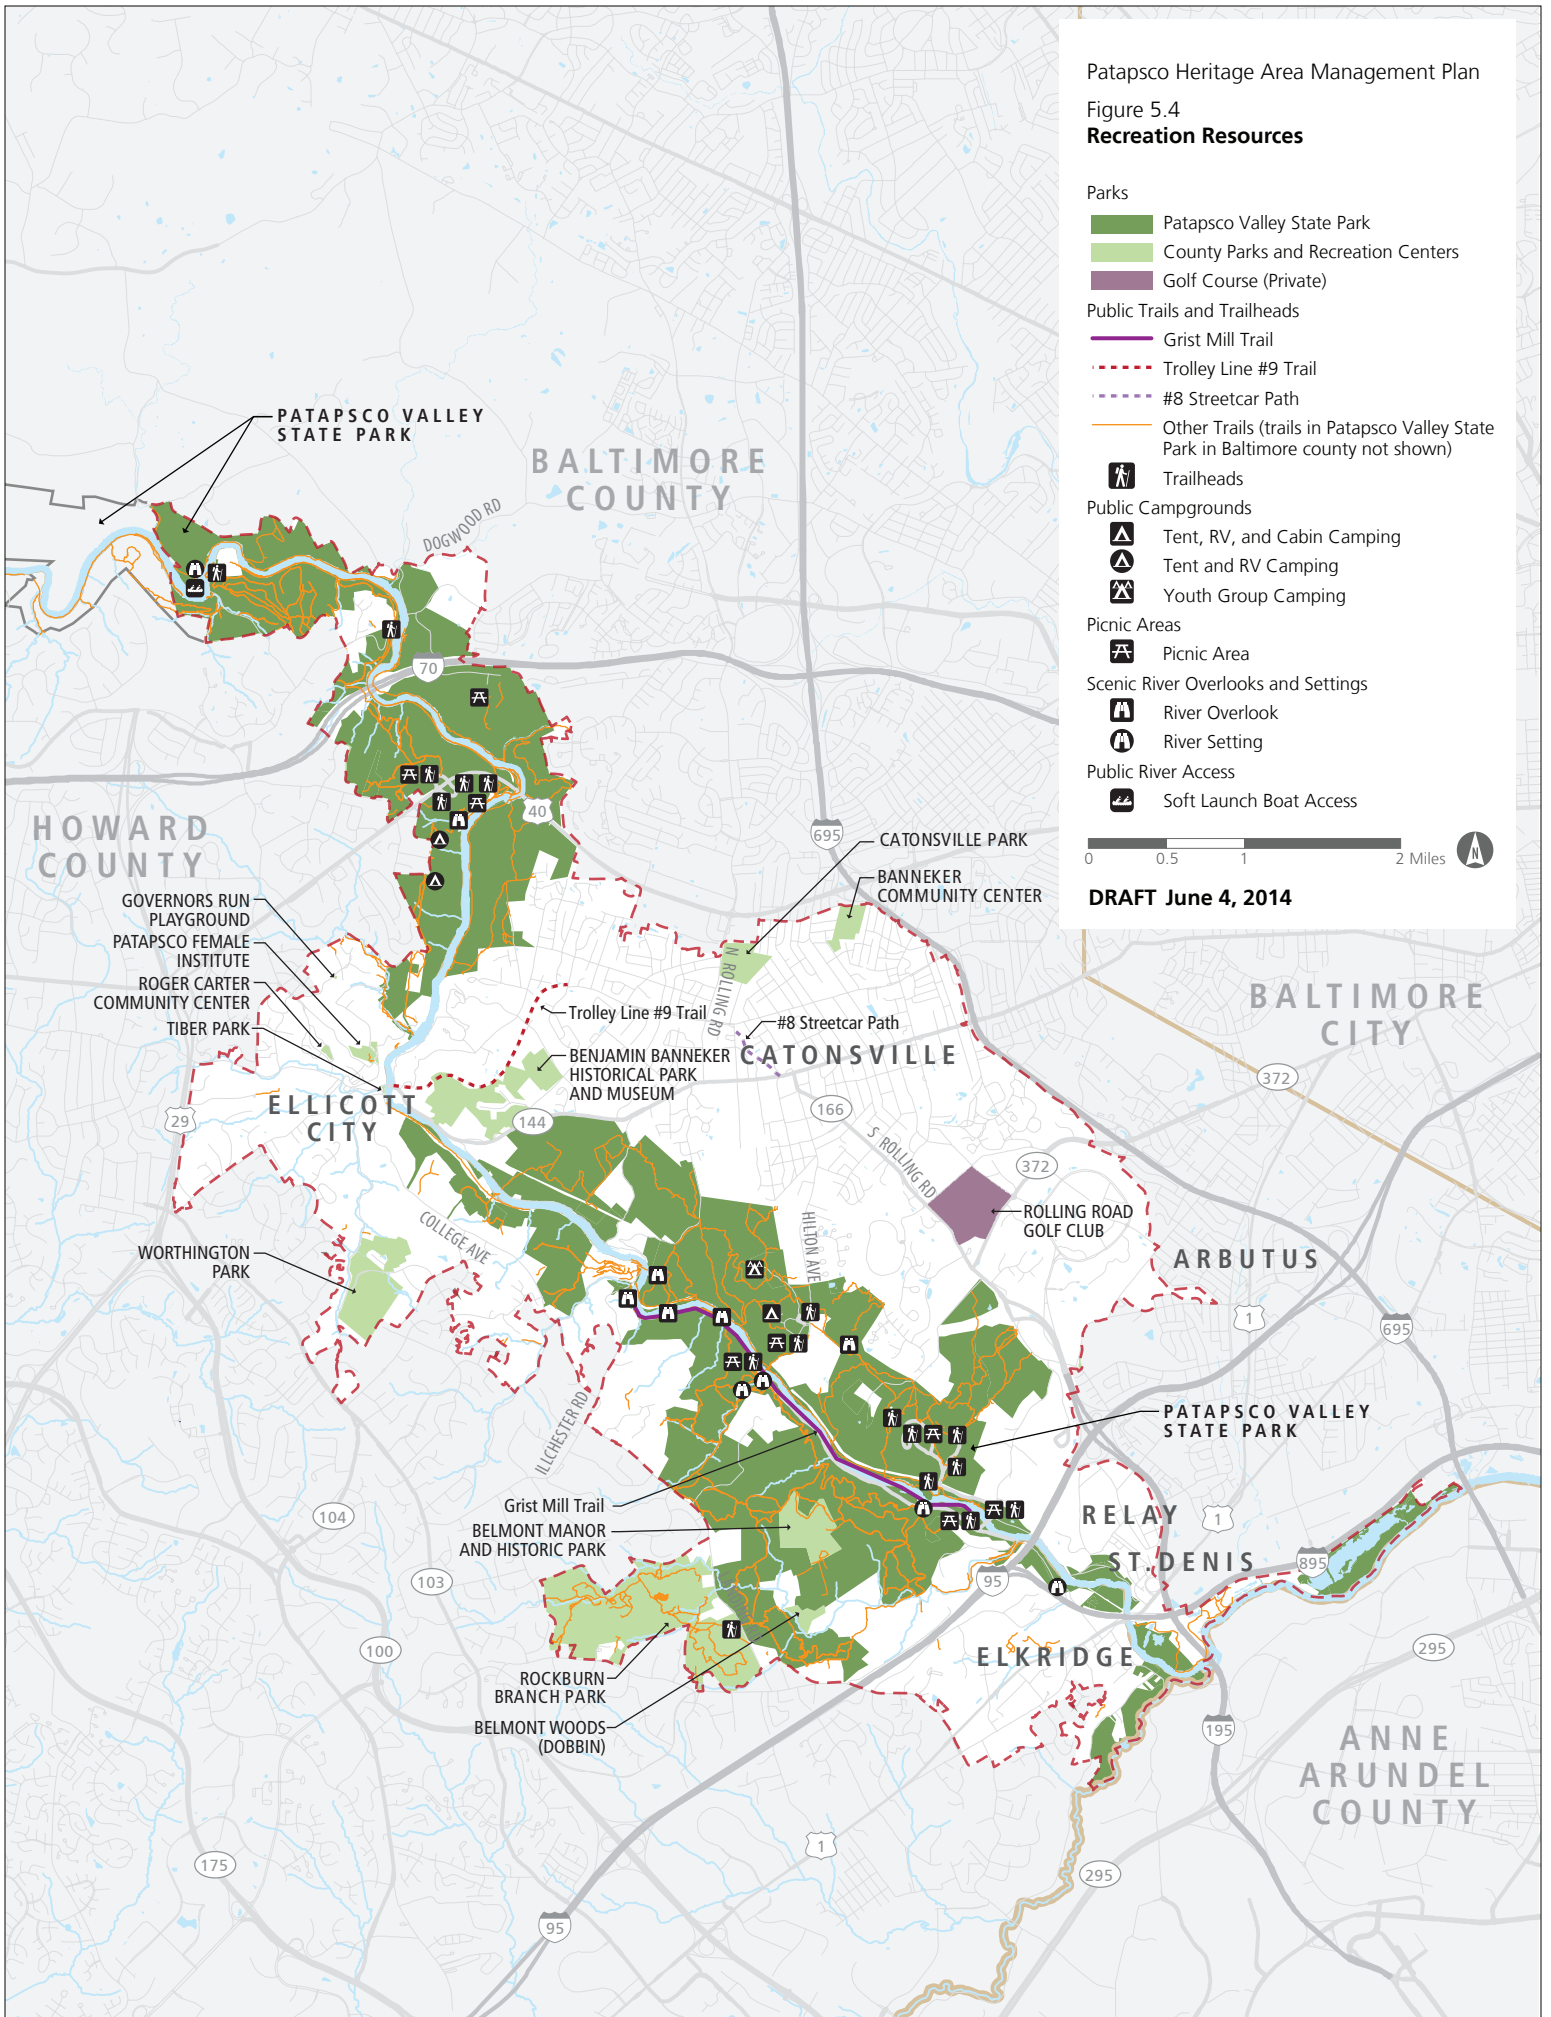 Patapsco Heritage Area Management Plan
Figure 5.4
Recreation Resources
Parks
Patapsco Valley State Park
County Parks and Recreation Centers
Golf Course (Private)
Public Trails and Trailheads
Grist Mill Trail
Trolley Line #9 Trail
#8 Streetcar Path
Other Trails (trails in Patapsco Valley State
Park in Baltimore county not shown)
Trailheads
Public Campgrounds
Tent, RV, and Cabin Camping
Tent and RV Camping
Youth Group Camping
Picnic Areas
Picnic Area
Scenic River Overlooks and Settings
River Overlook
River Setting
Public River Access
Soft Launch Boat Access
0 0.5 1 2 Miles
N
DRAFT June 4, 2014
PATAPSCO VALLEY
STATE PARK
BALTIMORE
COUNTY
DOGWOOD RD
70
40
695
HOWARD
COUNTY
CATONSVILLE PARK
BANNEKER
COMMUNITY CENTER
GOVERNORS RUN
PLAYGROUND
PATAPSCO FEMALE
INSTITUTE
ROGER CARTER
COMMUNITY CENTER
TIBER PARK
N ROLLING RD
BALTIMORE
CITY
Trolley Line #9 Trail
#8 Streetcar Path
CATONSVILLE
BENJAMIN BANNEKER
HISTORICAL PARK
AND MUSEUM
372
ELLICOTT
CITY
29
144
166
S ROLLING RD
372
ROLLING ROAD
GOLF CLUB
COLLEGE AVE
HILTON AVE
WORTHINGTON
PARK
ARBUTUS
1
695
ILLCHESTER RD
PATAPSCO VALLEY
STATE PARK
Grist Mill Trail
BELMONT MANOR
AND HISTORIC PARK
104
RELAY
1
ST. DENIS
895
103
95
100
ELKRIDGE
295
ROCKBURN
BRANCH PARK
BELMONT WOODS
(DOBBIN)
195
ANNE
ARUNDEL
COUNTY
1
175
295
95